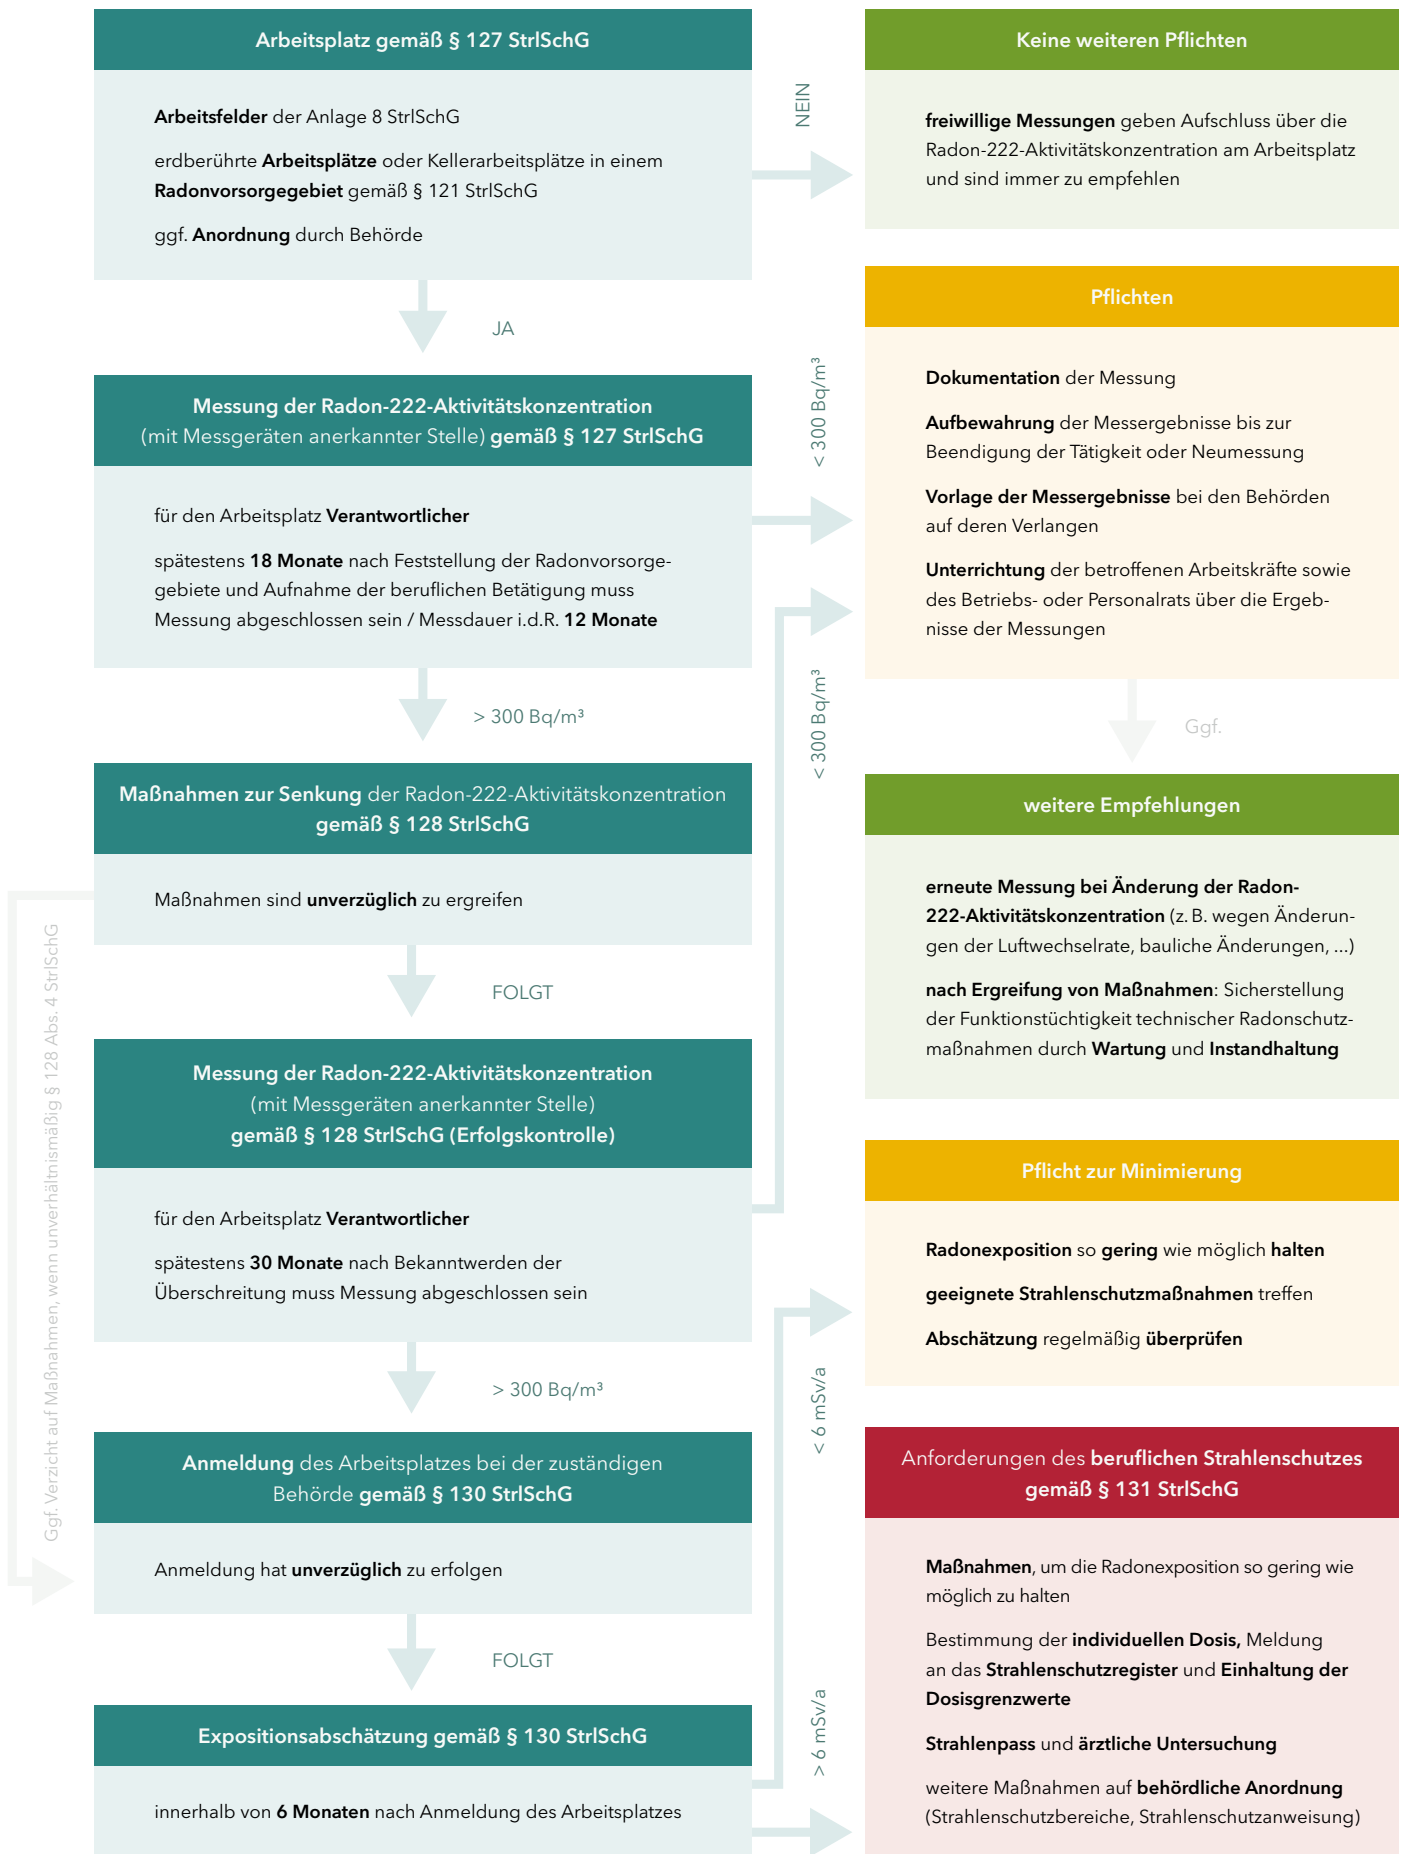 Arbeitsplatz gemäß § 127 StrlSchG
Arbeitsfelder der Anlage 8 StrlSchG
erdberührte Arbeitsplätze oder Kellerarbeitsplätze in einem
Radonvorsorgegebiet gemäß § 121 StrlSchG
ggf. Anordnung durch Behörde
NEIN
Keine weiteren Pflichten
freiwillige Messungen geben Aufschluss über die
Radon-222-Aktivitätskonzentration am Arbeitsplatz
und sind immer zu empfehlen
JA
Messung der Radon-222-Aktivitätskonzentration
(mit Messgeräten anerkannter Stelle) gemäß § 127 StrlSchG
für den Arbeitsplatz Verantwortlicher
spätestens 18 Monate nach Feststellung der Radonvorsorge-
gebiete und Aufnahme der beruflichen Betätigung muss
Messung abgeschlossen sein / Messdauer i.d.R. 12 Monate
< 300 Bq/m³
Pflichten
Dokumentation der Messung
Aufbewahrung der Messergebnisse bis zur
Beendigung der Tätigkeit oder Neumessung
Vorlage der Messergebnisse bei den Behörden
auf deren Verlangen
Unterrichtung der betroffenen Arbeitskräfte sowie
des Betriebs- oder Personalrats über die Ergeb-
nisse der Messungen
> 300 Bq/m³
< 300 Bq/m³
Ggf.
Maßnahmen zur Senkung der Radon-222-Aktivitätskonzentration
gemäß § 128 StrlSchG
Maßnahmen sind unverzüglich zu ergreifen
weitere Empfehlungen
erneute Messung bei Änderung der Radon-
222-Aktivitätskonzentration (z. B. wegen Änderun-
gen der Luftwechselrate, bauliche Änderungen, ...)
nach Ergreifung von Maßnahmen: Sicherstellung
der Funktionstüchtigkeit technischer Radonschutz-
maßnahmen durch Wartung und Instandhaltung
Ggf. Verzicht auf Maßnahmen, wenn unverhältnismäßig § 128 Abs. 4 StrlSchG
FOLGT
Messung der Radon-222-Aktivitätskonzentration
(mit Messgeräten anerkannter Stelle)
gemäß § 128 StrlSchG (Erfolgskontrolle)
für den Arbeitsplatz Verantwortlicher
spätestens 30 Monate nach Bekanntwerden der
Überschreitung muss Messung abgeschlossen sein
Pflicht zur Minimierung
Radonexposition so gering wie möglich halten
geeignete Strahlenschutzmaßnahmen treffen
Abschätzung regelmäßig überprüfen
> 300 Bq/m³
< 6 mSv/a
Anmeldung des Arbeitsplatzes bei der zuständigen
Behörde gemäß § 130 StrlSchG
Anmeldung hat unverzüglich zu erfolgen
FOLGT
Expositionsabschätzung gemäß § 130 StrlSchG
innerhalb von 6 Monaten nach Anmeldung des Arbeitsplatzes
> 6 mSv/a
Anforderungen des beruflichen Strahlenschutzes
gemäß § 131 StrlSchG
Maßnahmen, um die Radonexposition so gering wie
möglich zu halten
Bestimmung der individuellen Dosis, Meldung
an das Strahlenschutzregister und Einhaltung der
Dosisgrenzwerte
Strahlenpass und ärztliche Untersuchung
weitere Maßnahmen auf behördliche Anordnung
(Strahlenschutzbereiche, Strahlenschutzanweisung)